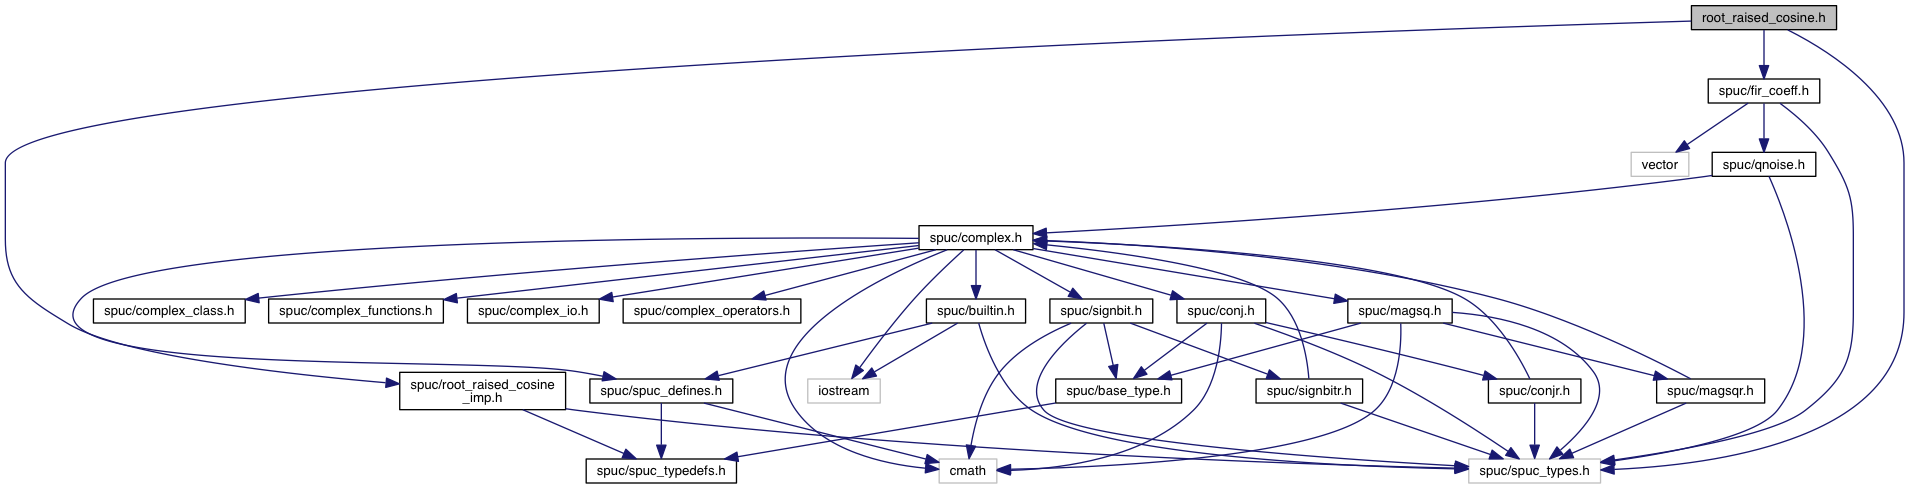 root_raised_cosine.h
spuc/fir_coeff.h
vector
spuc/qnoise.h
spuc/complex.h
spuc/complex_class.h
spuc/complex_functions.h
spuc/complex_io.h
spuc/complex_operators.h
spuc/builtin.h
spuc/signbit.h
spuc/conj.h
spuc/magsq.h
spuc/root_raised_cosine
_imp.h
spuc/spuc_defines.h
iostream
spuc/base_type.h
spuc/signbitr.h
spuc/conjr.h
spuc/magsqr.h
spuc/spuc_typedefs.h
cmath
spuc/spuc_types.h